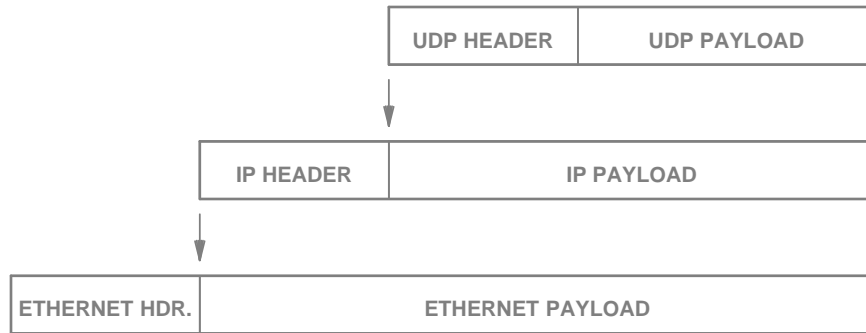 UDP HEADER UDP PAYLOAD
IP HEADER IP PAYLOAD
ETHERNET HDR. ETHERNET PAYLOAD